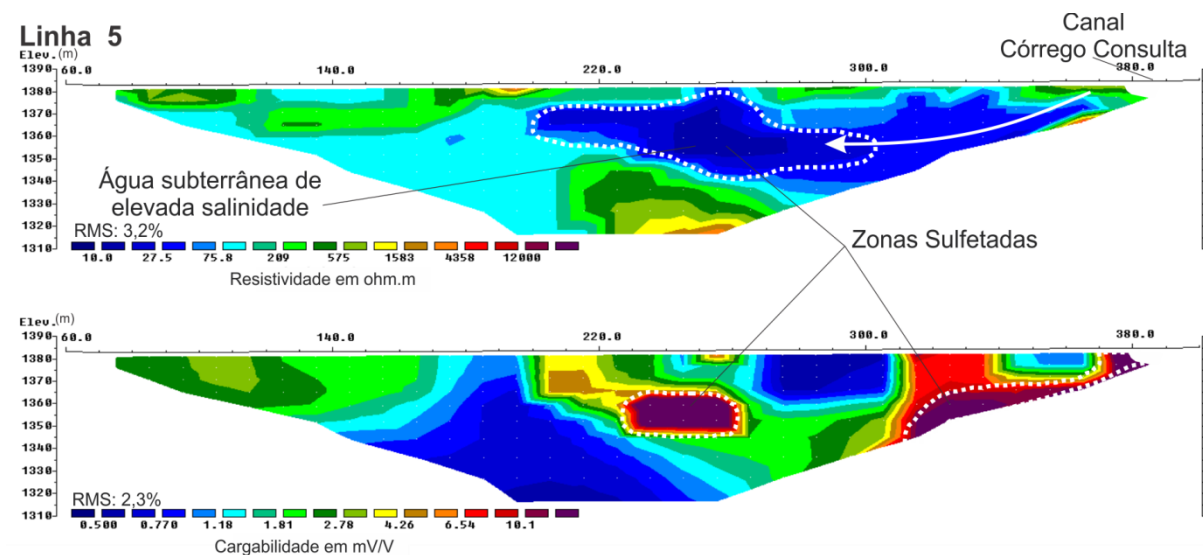 Linha 5
Canal
Córrego Consulta
Elev.(m)
60.0 140.0 220.0 300.0 380.0
1390
1380
1370
1360
1350
1340
1330
1320
1310
Água subterrânea de
elevada salinidade
RMS: 3,2%
10.0 27.5 75.8 209 575 1583 4358 12000
Resistividade em ohm.m
Zonas Sulfetadas
Elev.(m)
60.0 140.0 220.0 300.0 380.0
1390
1380
1370
1360
1350
1340
1330
1320
1310
RMS: 2,3%
0.500 0.770 1.18 1.81 2.78 4.26 6.54 10.1
Cargabilidade em mV/V